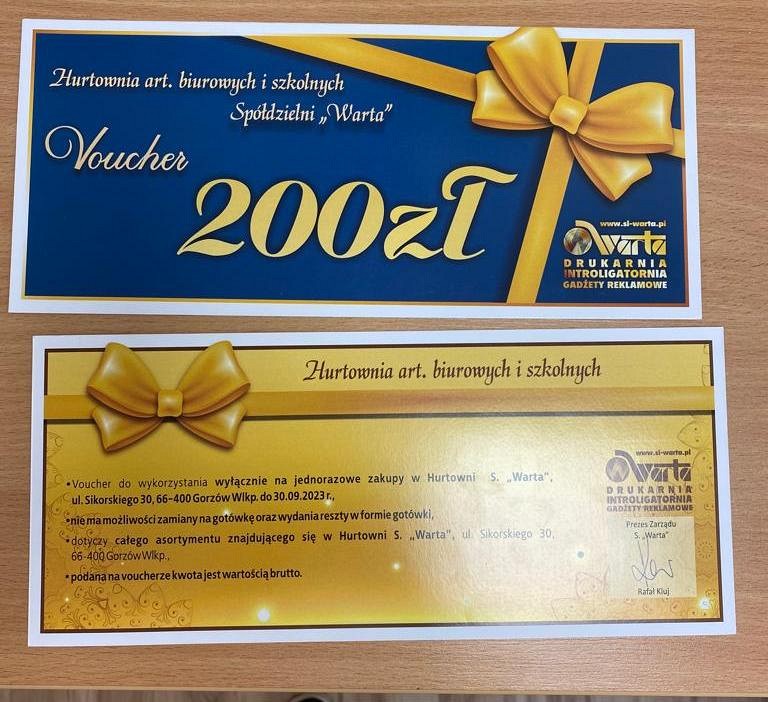 Hurtownia art. biurowych i szkolnych
Spółdzielni „Warta”
Voucher
200zł
www.si-warta.pl
Warta
DRUKARNIA
INTROLIGATORNIA
GADŻETY REKLAMOWE
Hurtownia art. biurowych i szkolnych
• Voucher do wykorzystania wyłącznie na jednorazowe zakupy w Hurtowni S. „Warta”,
ul. Sikorskiego 30, 66-400 Gorzów Wlkp. do 30.09.2023 r.,
• nie ma możliwości zamiany na gotówkę oraz wydania reszty w formie gotówki,
• dotyczy całego asortymentu znajdującego się w Hurtowni S. „Warta”, ul. Sikorskiego 30,
66-400 Gorzów Wlkp.,
• podana na voucherze kwota jest wartością brutto.
www.si-warta.pl
Warta
DRUKARNIA
INTROLIGATORNIA
GADŻETY REKLAMOWE
Prezes Zarządu
S. „Warta”
Rafał Kluj